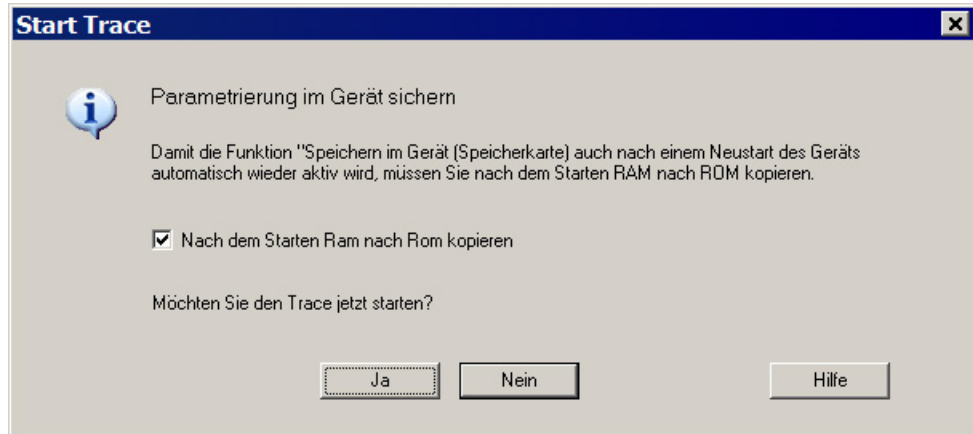 Start Trace
Parametrierung im Gerät sichern
Damit die Funktion "Speichern im Gerät (Speicherkarte) auch nach einem Neustart des Geräts
automatisch wieder aktiv wird, müssen Sie nach dem Starten RAM nach ROM kopieren.
Nach dem Starten Ram nach Rom kopieren
Möchten Sie den Trace jetzt starten?
Ja Nein Hilfe